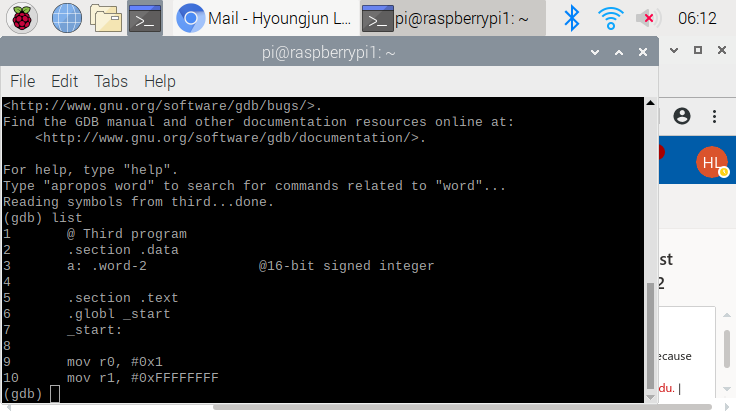 Mail - Hyoungjun L...
pi@raspberrypi1: ~
06:12
pi@raspberrypi1: ~
File Edit Tabs Help
<http://www.gnu.org/software/gdb/bugs/>.
Find the GDB manual and other documentation resources online at:
<http://www.gnu.org/software/gdb/documentation/>.
For help, type "help".
Type "apropos word" to search for commands related to "word"...
Reading symbols from third...done.
(gdb) list
1 @ Third program
2 .section .data
3 a: .word-2 @16-bit signed integer
4
5 .section .text
6 .globl _start
7 _start:
8
9 mov r0, #0x1
10 mov r1, #0xFFFFFFFF
(gdb)
HL
st
2
ecause
du. |